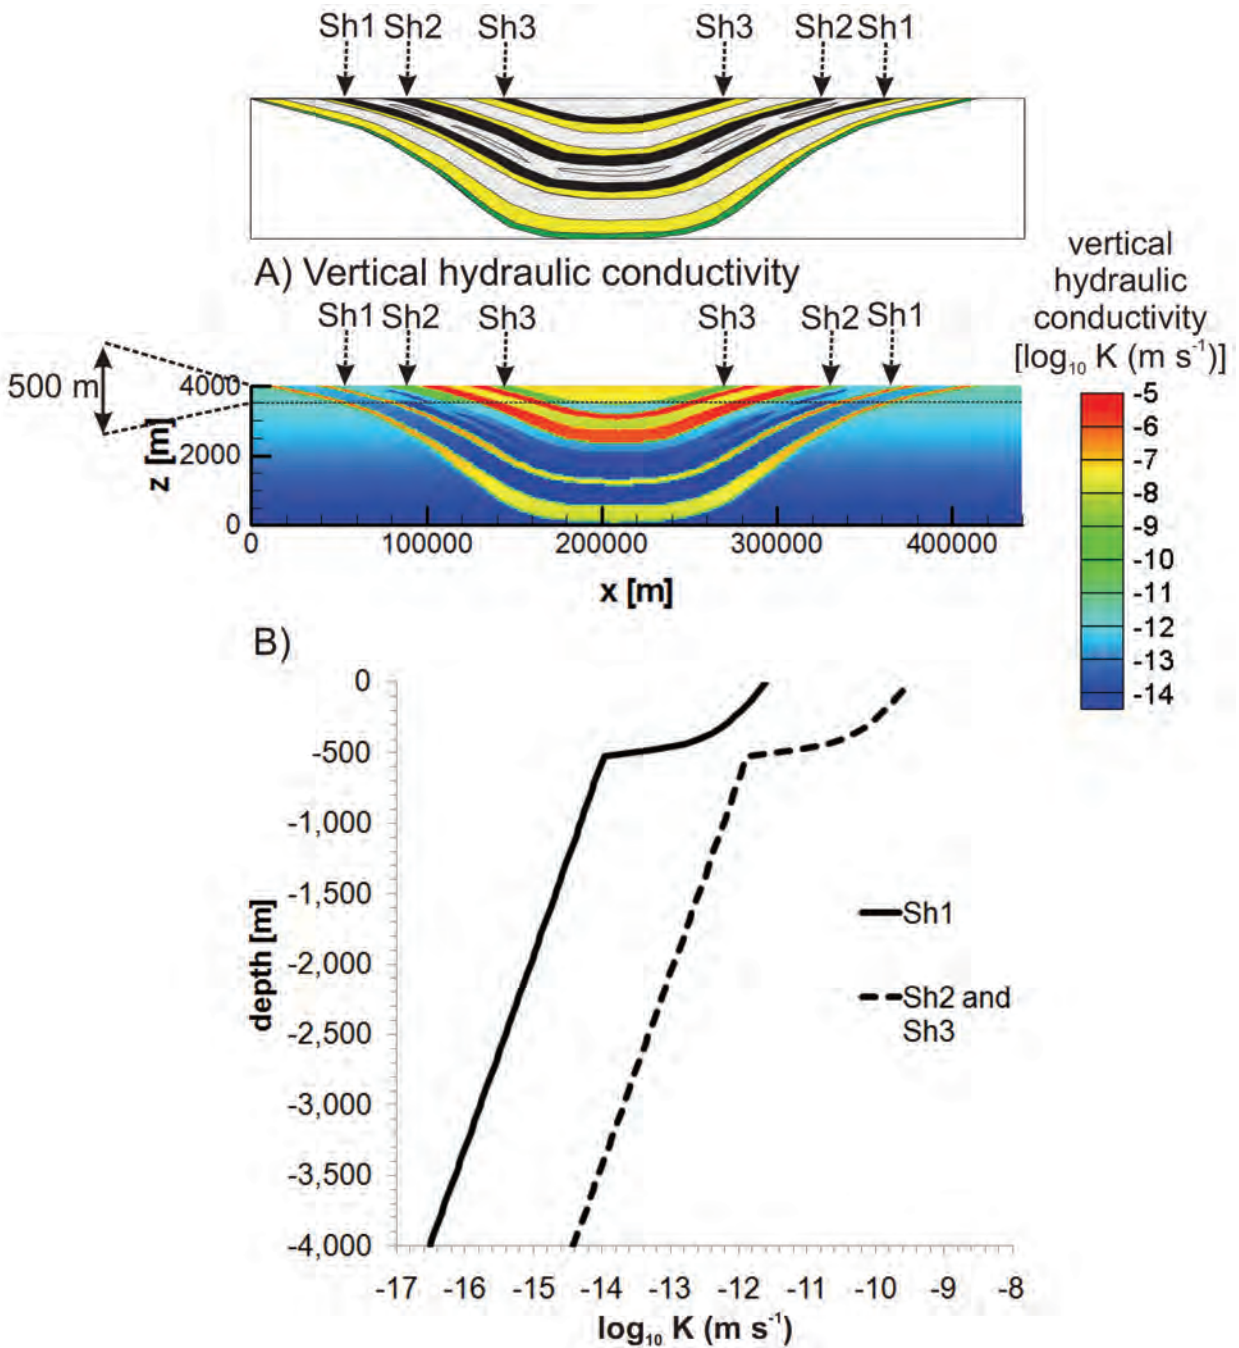 Sh1 Sh2 Sh3 Sh3 Sh2 Sh1
A) Vertical hydraulic conductivity
Sh1 Sh2 Sh3 Sh3 Sh2 Sh1
vertical
hydraulic
conductivity
[log₁₀ K (m s⁻¹)]
500 m
4000
2000
0
z [m]
0 100000 200000 300000 400000
x [m]
-5
-6
-7
-8
-9
-10
-11
-12
-13
-14
B)
0
-500
-1,000
-1,500
-2,000
-2,500
-3,000
-3,500
-4,000
depth [m]
Sh1
Sh2 and
Sh3
-17 -16 -15 -14 -13 -12 -11 -10 -9 -8
log₁₀ K (m s⁻¹)